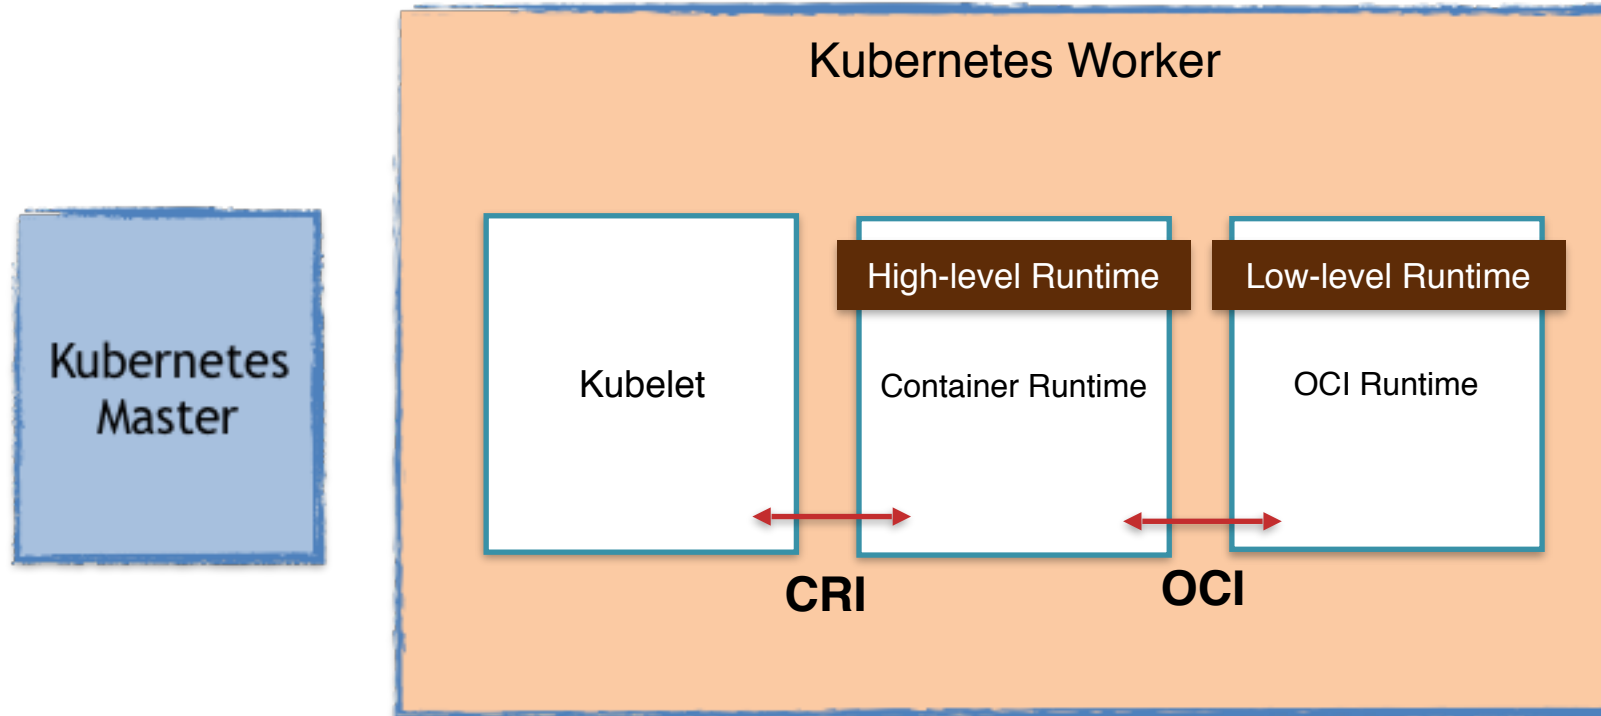 Kubernetes Worker
Kubernetes
Master
Kubelet
High-level Runtime
Container Runtime
Low-level Runtime
OCI Runtime
CRI
OCI